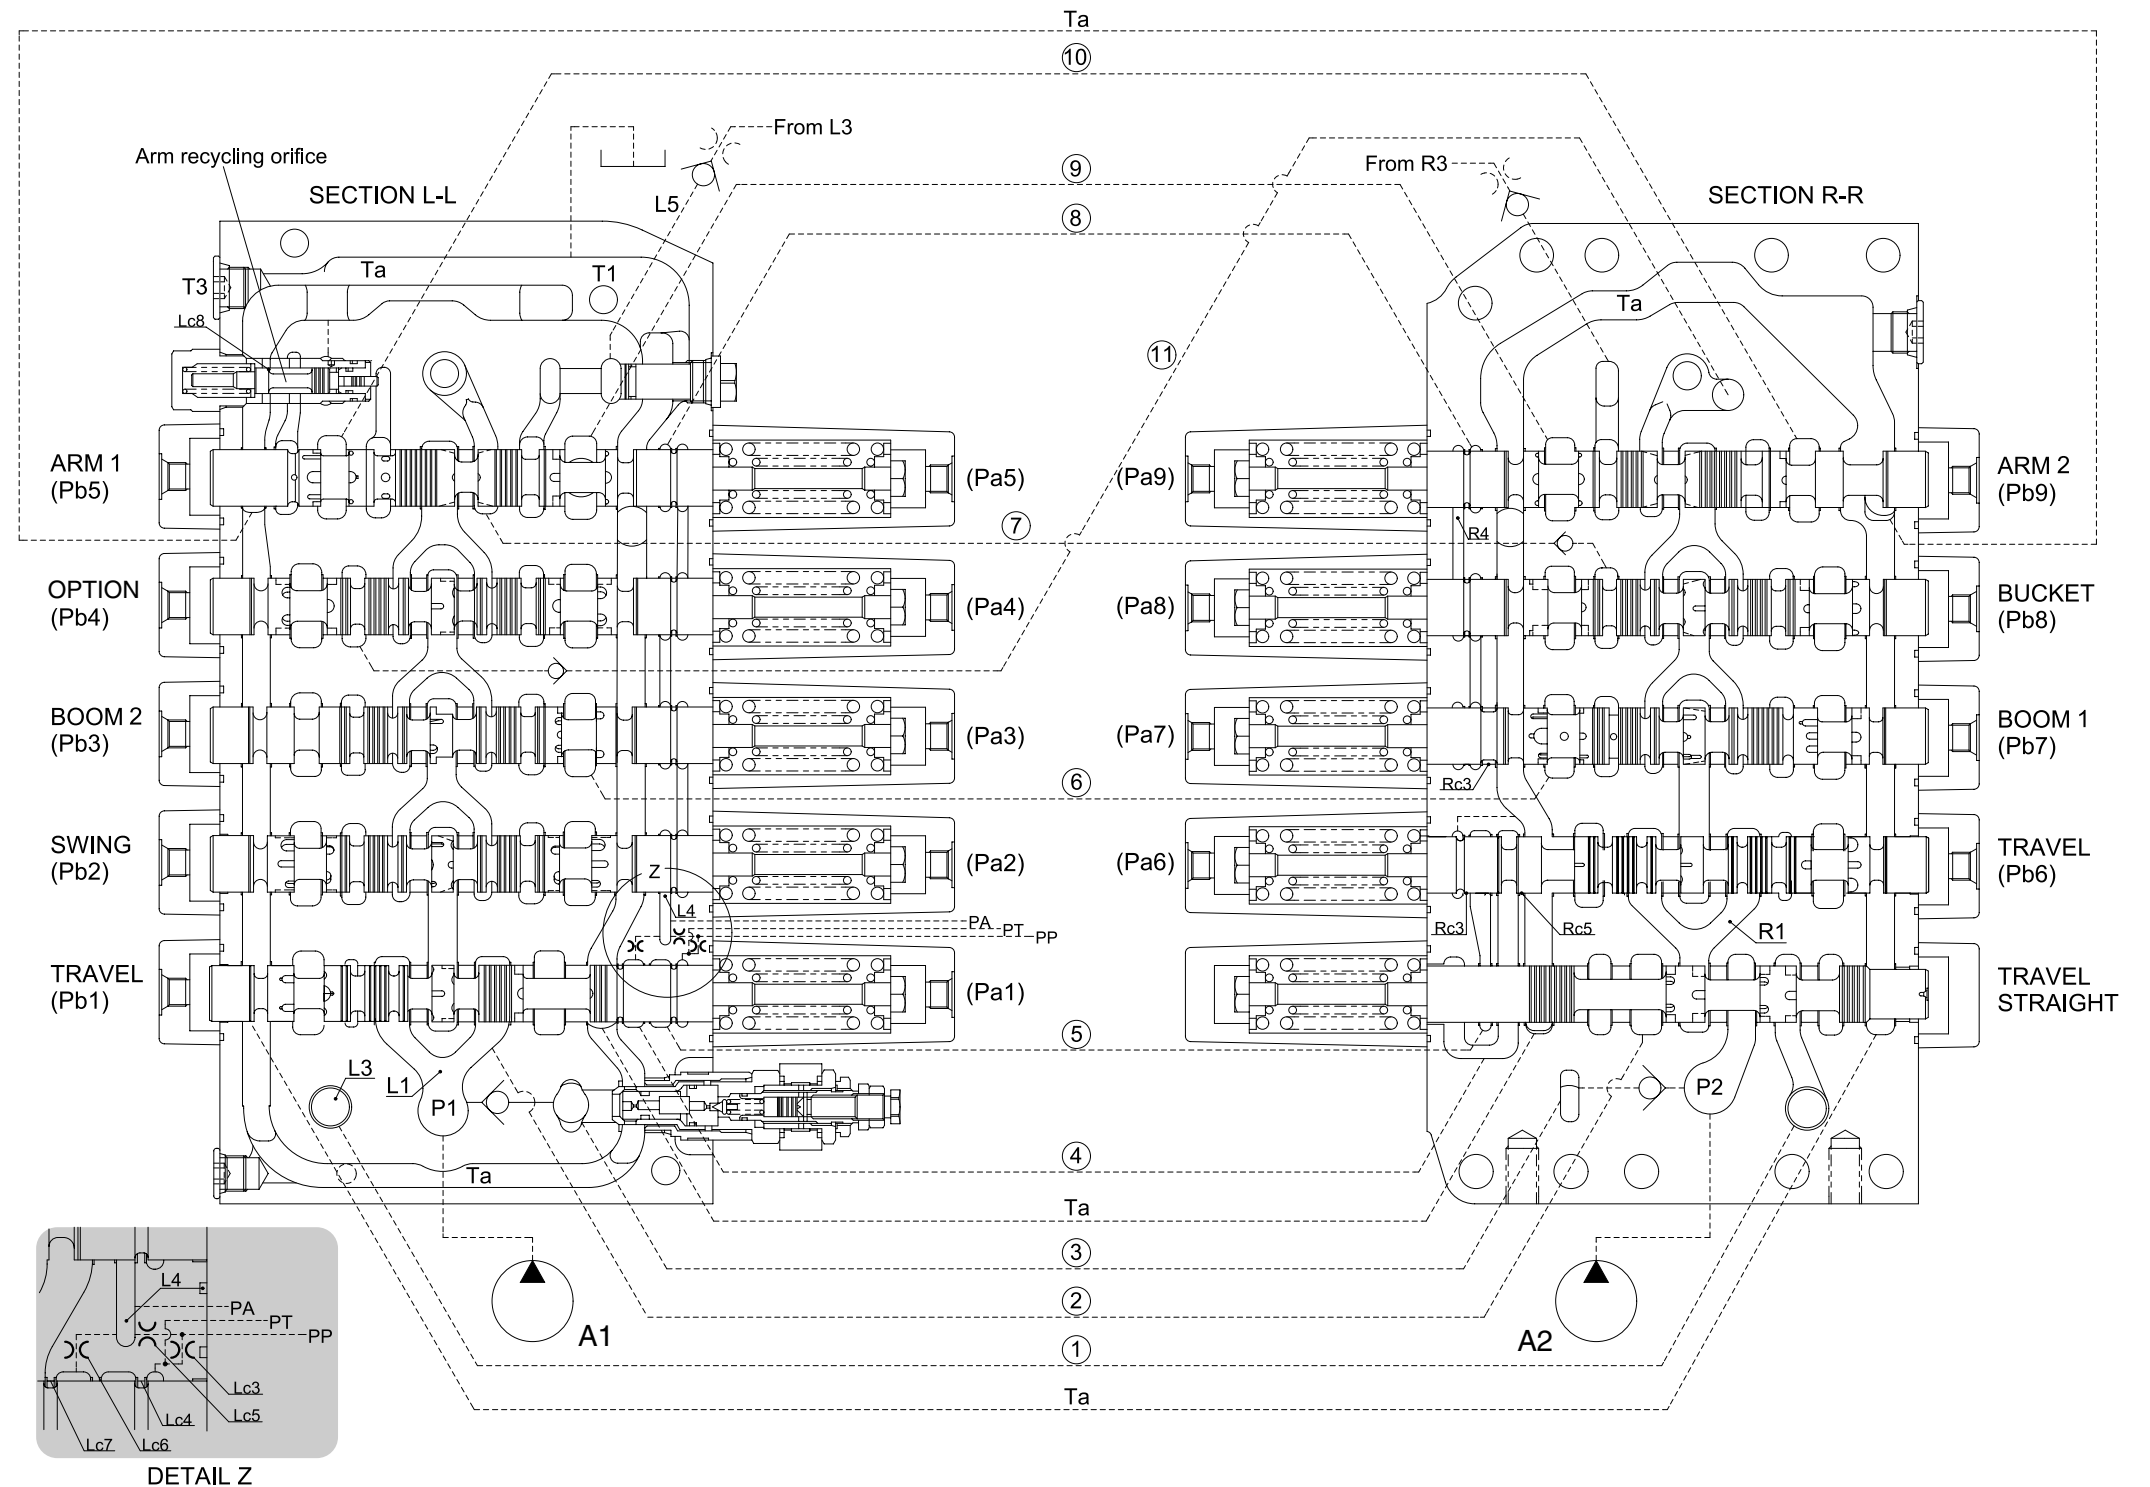 Ta
⑩
From L3
Arm recycling orifice
⑨
From R3
SECTION L-L
L5
⑧
SECTION R-R
Ta
T1
T3
Ta
Lc8
⑪
ARM 1
(Pb5)
(Pa5)
(Pa9)
ARM 2
(Pb9)
⑦
R4
OPTION
(Pb4)
(Pa4)
(Pa8)
BUCKET
(Pb8)
BOOM 2
(Pb3)
(Pa3)
(Pa7)
BOOM 1
(Pb7)
⑥
Rc3
SWING
(Pb2)
(Pa2)
(Pa6)
TRAVEL
(Pb6)
Z
L4
PA
PT
PP
Rc3
Rc5
R1
TRAVEL
(Pb1)
(Pa1)
TRAVEL
STRAIGHT
⑤
L3
L1
P1
P2
④
Ta
Ta
③
②
A1
A2
①
Ta
L4
PA
PT
PP
Lc3
Lc5
Lc4
Lc7
Lc6
DETAIL Z